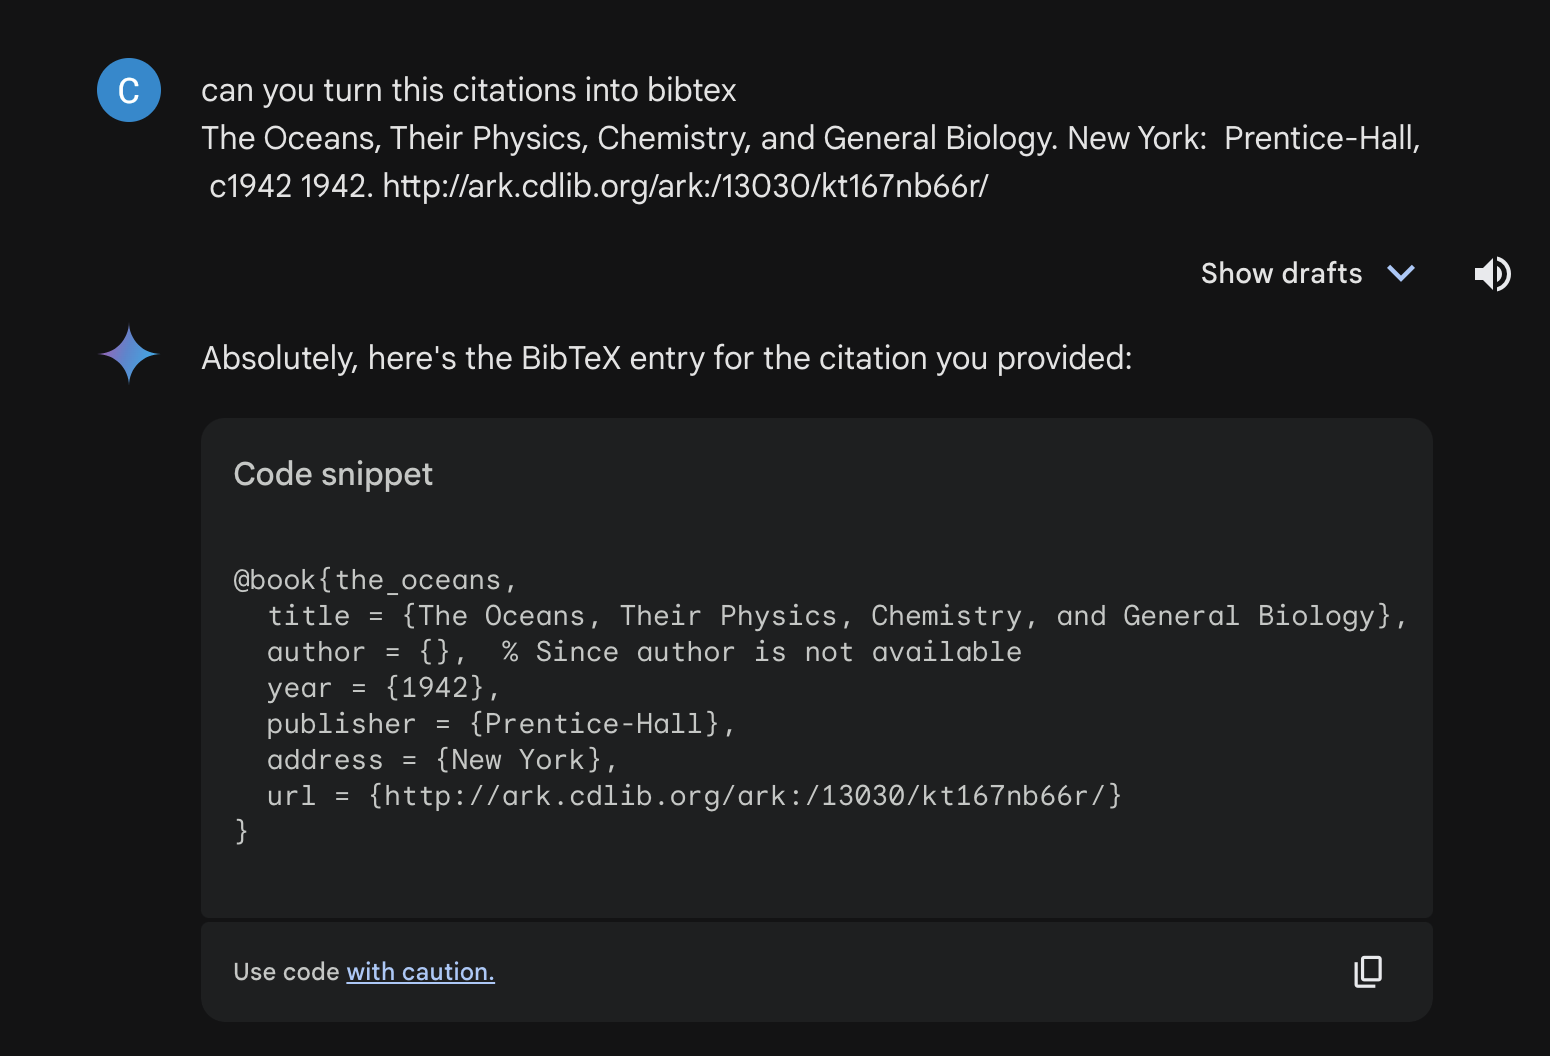 C
can you turn this citations into bibtex
The Oceans, Their Physics, Chemistry, and General Biology. New York:  Prentice-Hall,
c1942 1942. http://ark.cdlib.org/ark:/13030/kt167nb66r/
Show drafts
Absolutely, here's the BibTeX entry for the citation you provided:
Code snippet
@book{the_oceans,
  title = {The Oceans, Their Physics, Chemistry, and General Biology},
  author = {},  % Since author is not available
  year = {1942},
  publisher = {Prentice-Hall},
  address = {New York},
  url = {http://ark.cdlib.org/ark:/13030/kt167nb66r/}
}
Use code with caution.